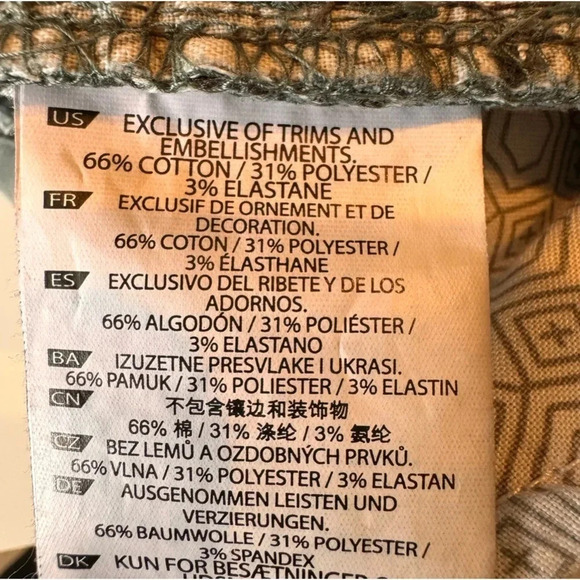 US EXCLUSIVE OF TRIMS AND
EMBELLISHMENTS.
66% COTTON / 31% POLYESTER /
3% ELASTANE
FR EXCLUSIF DE ORNEMENT ET DE
DECORATION.
66% COTON / 31% POLYESTER /
3% ÉLASTHANE
ES EXCLUSIVO DEL RIBETE Y DE LOS
ADORNOS.
66% ALGODÓN / 31% POLIÉSTER /
3% ELASTANO
BA IZUZETNE PRESVLAKE I UKRASI.
66% PAMUK / 31% POLIESTER / 3% ELASTIN
CN 不包含镶边和装饰物
66% 棉 / 31% 涤纶 / 3% 氨纶
CZ BEZ LEMŮ A OZDOBNÝCH PRVKŮ.
66% VLNA / 31% POLYESTER / 3% ELASTAN
DE AUSGENOMMEN LEISTEN UND
VERZIERUNGEN.
66% BAUMWOLLE / 31% POLYESTER /
3% SPANDEX
DK KUN FOR BESÆTNINGER